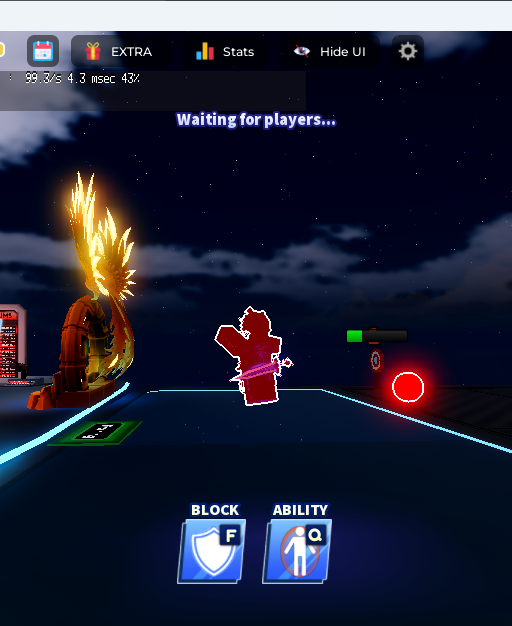 EXTRA
Stats
Hide UI
: 99.3/s 4.3 msec 43%
Waiting for players...
BLOCK
ABILITY
F
Q